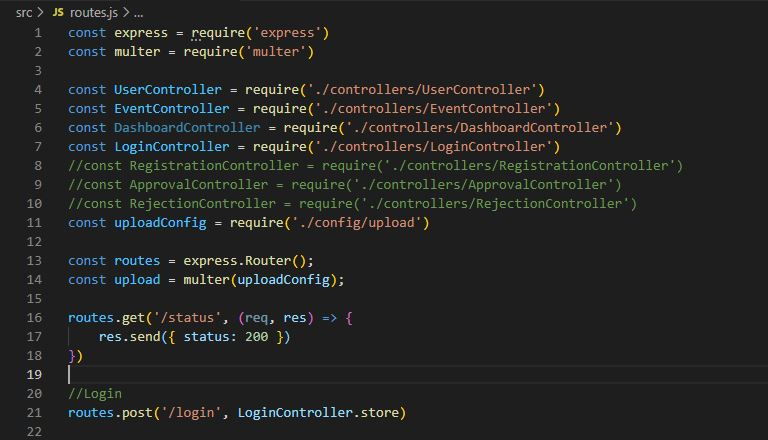 src > JS routes.js > ...
1 const express = require('express')
2 const multer = require('multer')
3
4 const UserController = require('./controllers/UserController')
5 const EventController = require('./controllers/EventController')
6 const DashboardController = require('./controllers/DashboardController')
7 const LoginController = require('./controllers/LoginController')
8 //const RegistrationController = require('./controllers/RegistrationController')
9 //const ApprovalController = require('./controllers/ApprovalController')
10 //const RejectionController = require('./controllers/RejectionController')
11 const uploadConfig = require('./config/upload')
12
13 const routes = express.Router();
14 const upload = multer(uploadConfig);
15
16 routes.get('/status', (req, res) => {
17     res.send({ status: 200 })
18 })
19
20 //Login
21 routes.post('/login', LoginController.store)
22